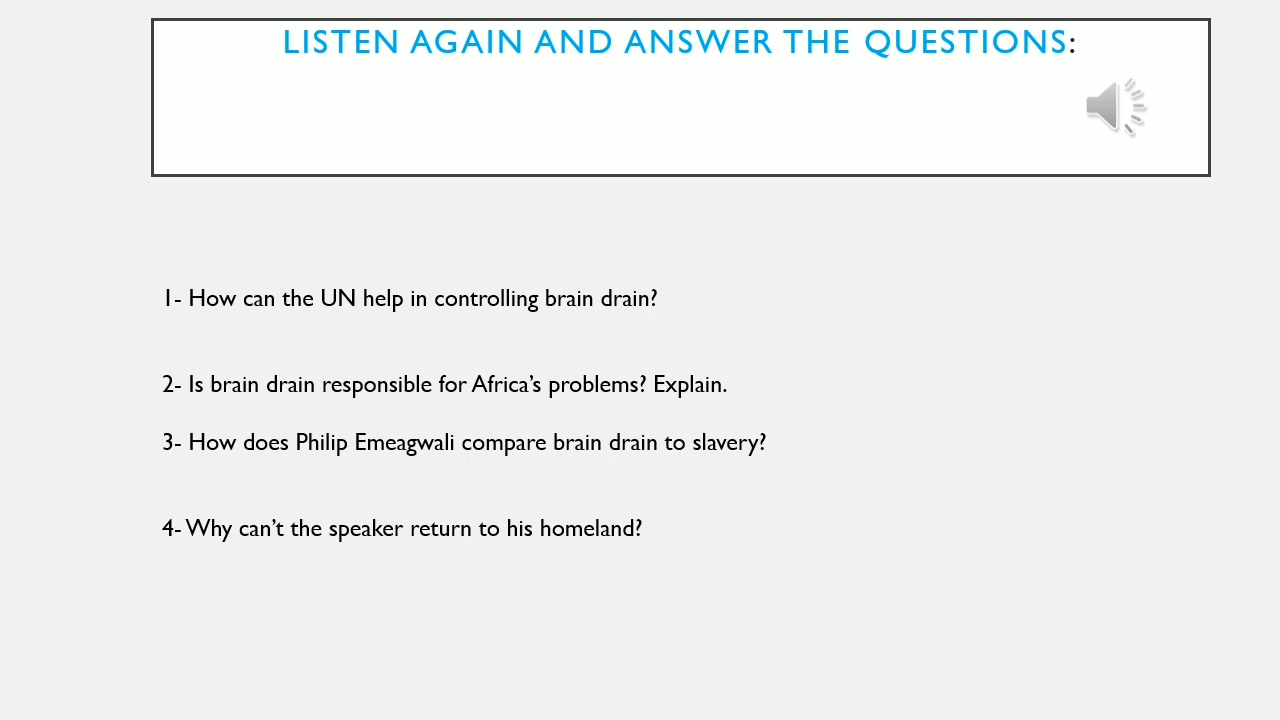 LISTEN AGAIN AND ANSWER THE QUESTIONS:
1- How can the UN help in controlling brain drain?
2- Is brain drain responsible for Africa’s problems? Explain.
3- How does Philip Emeagwali compare brain drain to slavery?
4- Why can’t the speaker return to his homeland?